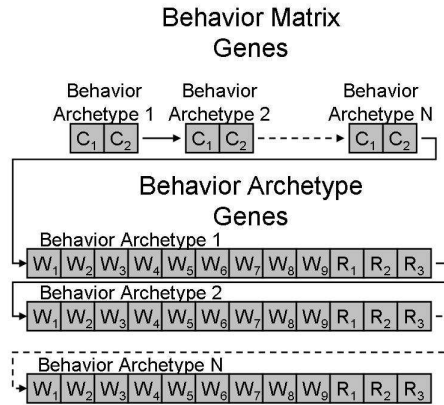 Behavior Matrix
Genes
Behavior Behavior Behavior
Archetype 1 Archetype 2 Archetype N
C₁ C₂ C₁ C₂ C₁ C₂
Behavior Archetype
Genes
Behavior Archetype 1
W₁ W₂ W₃ W₄ W₅ W₆ W₇ W₈ W₉ R₁ R₂ R₃
Behavior Archetype 2
W₁ W₂ W₃ W₄ W₅ W₆ W₇ W₈ W₉ R₁ R₂ R₃
Behavior Archetype N
W₁ W₂ W₃ W₄ W₅ W₆ W₇ W₈ W₉ R₁ R₂ R₃